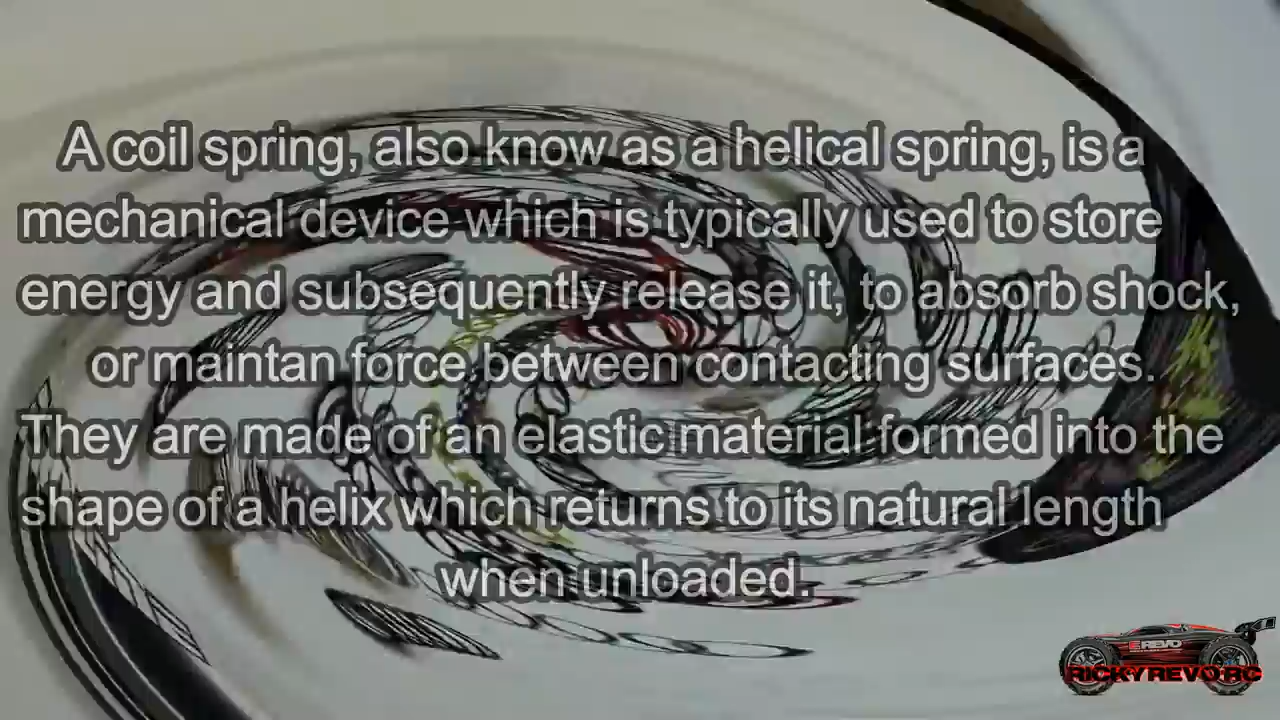 A coil spring, also know as a helical spring, is a
mechanical device which is typically used to store
energy and subsequently release it, to absorb shock,
or maintan force between contacting surfaces.
They are made of an elastic material formed into the
shape of a helix which returns to its natural length
when unloaded.
E REVO
RICKYREVORC